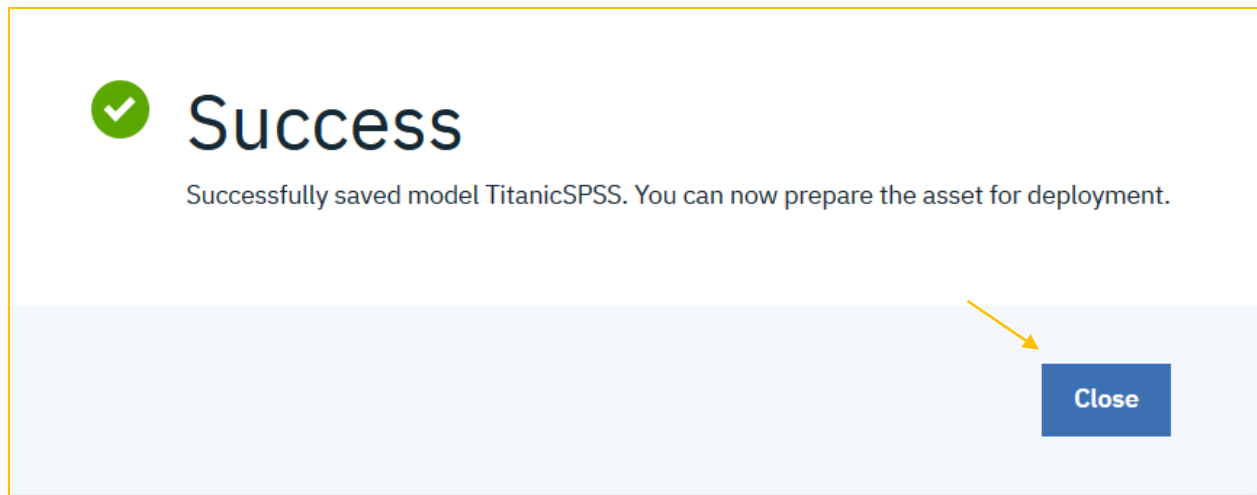 Success
Successfully saved model TitanicSPSS. You can now prepare the asset for deployment.
Close